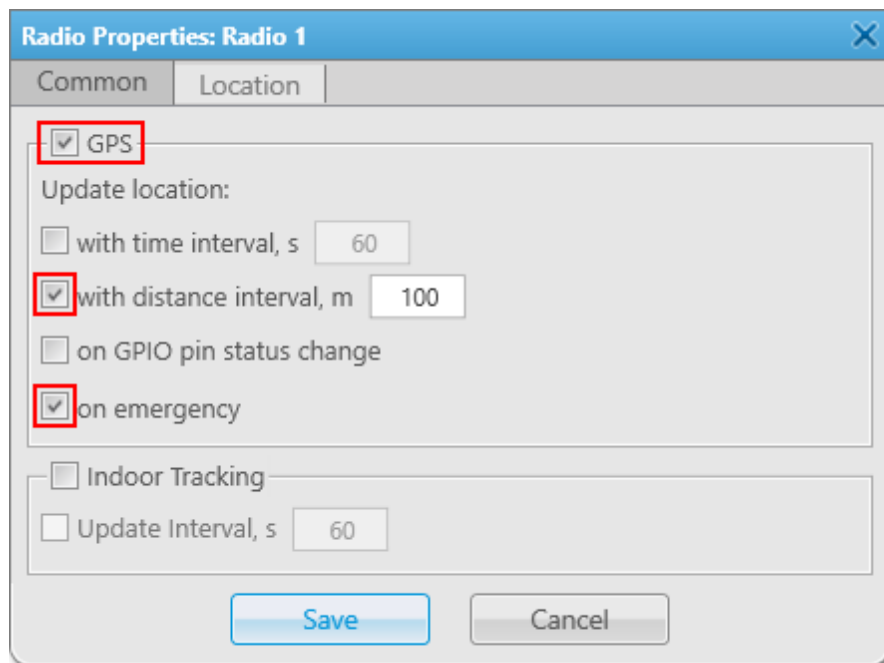 Radio Properties: Radio 1
Common
Location
GPS
Update location:
with time interval, s 60
with distance interval, m 100
on GPIO pin status change
on emergency
Indoor Tracking
Update Interval, s 60
Save
Cancel